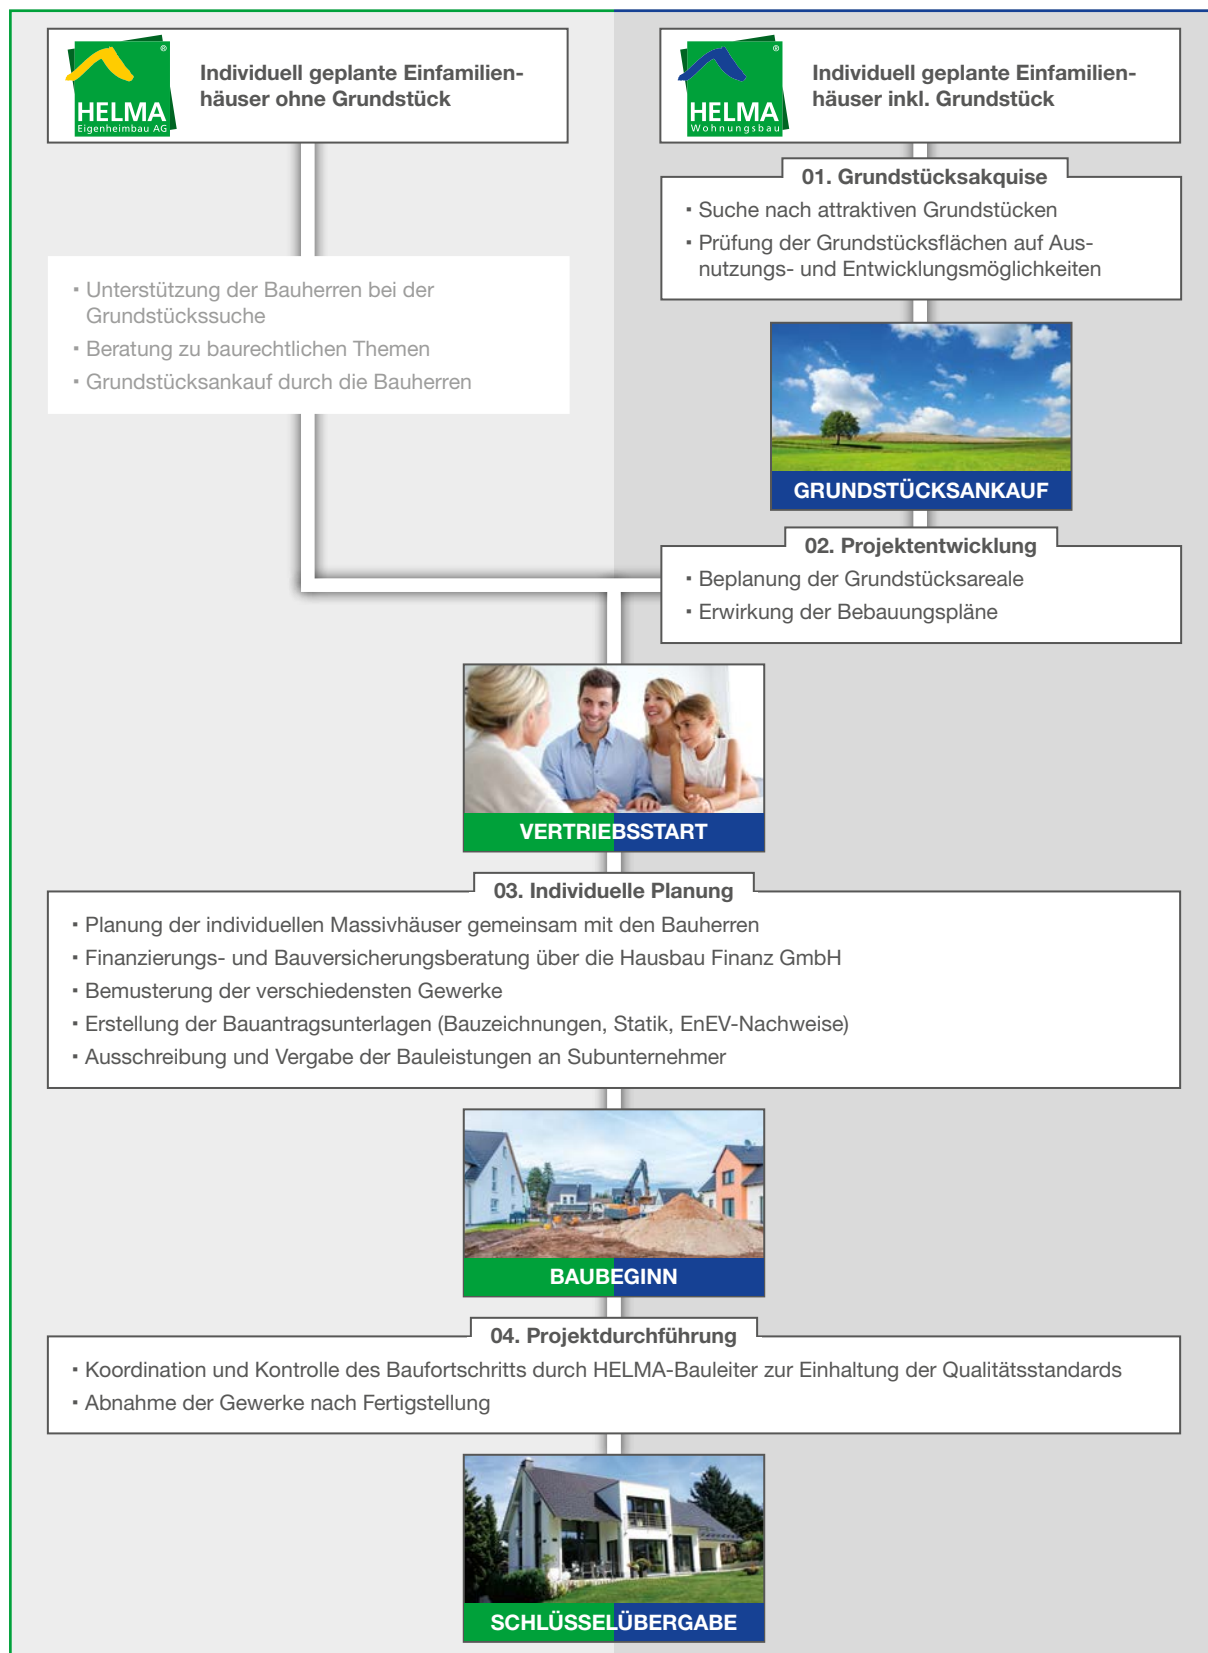 HELMA
Eigenheimbau AG
®
Individuell geplante Einfamilien-
häuser ohne Grundstück
HELMA
Wohnungsbau
®
Individuell geplante Einfamilien-
häuser inkl. Grundstück
01. Grundstücksakquise
· Suche nach attraktiven Grundstücken
· Prüfung der Grundstücksflächen auf Aus-
nutzungs- und Entwicklungsmöglichkeiten
· Unterstützung der Bauherren bei der
Grundstückssuche
· Beratung zu baurechtlichen Themen
· Grundstücksankauf durch die Bauherren
GRUNDSTÜCKSANKAUF
02. Projektentwicklung
· Beplanung der Grundstücksareale
· Erwirkung der Bebauungspläne
VERTRIEBSSTART
03. Individuelle Planung
· Planung der individuellen Massivhäuser gemeinsam mit den Bauherren
· Finanzierungs- und Bauversicherungsberatung über die Hausbau Finanz GmbH
· Bemusterung der verschiedensten Gewerke
· Erstellung der Bauantragsunterlagen (Bauzeichnungen, Statik, EnEV-Nachweise)
· Ausschreibung und Vergabe der Bauleistungen an Subunternehmer
BAUBEGINN
04. Projektdurchführung
· Koordination und Kontrolle des Baufortschritts durch HELMA-Bauleiter zur Einhaltung der Qualitätsstandards
· Abnahme der Gewerke nach Fertigstellung
SCHLÜSSELÜBERGABE